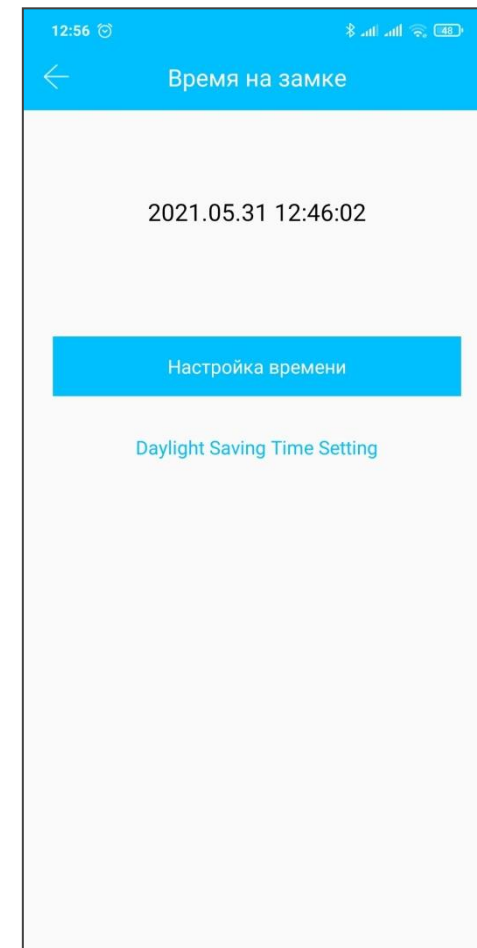 12:56
48
Время на замке
2021.05.31 12:46:02
Настройка времени
Daylight Saving Time Setting